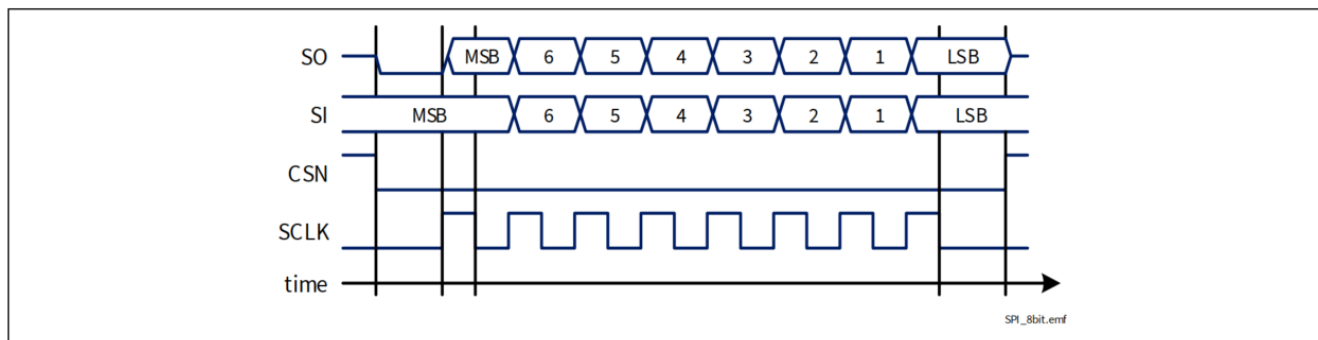 SO MSB 6 5 4 3 2 1 LSB
SI MSB 6 5 4 3 2 1 LSB
CSN
SCLK
time
SPI_8bit.emf